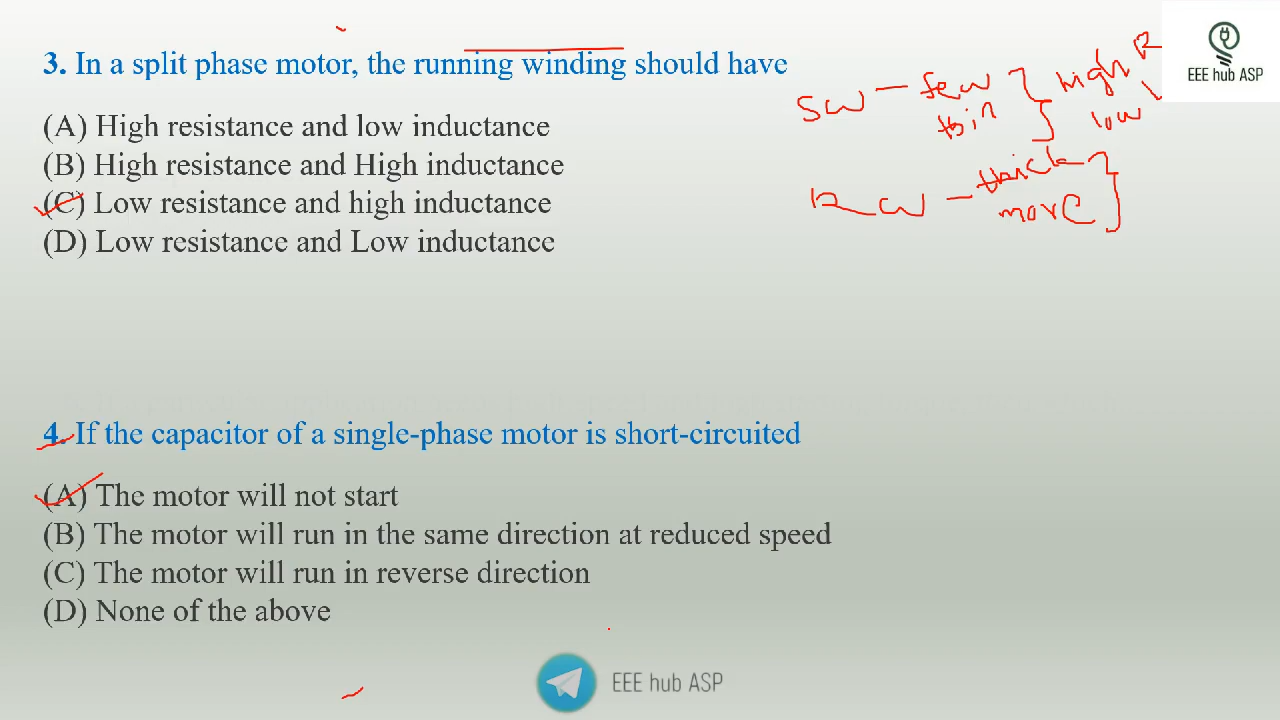 3. In a split phase motor, the running winding should have
(A) High resistance and low inductance
(B) High resistance and High inductance
(C) Low resistance and high inductance
(D) Low resistance and Low inductance
SW — few
thin
high R
low L
RW — thick
more
EEE hub ASP
4. If the capacitor of a single-phase motor is short-circuited
(A) The motor will not start
(B) The motor will run in the same direction at reduced speed
(C) The motor will run in reverse direction
(D) None of the above
EEE hub ASP